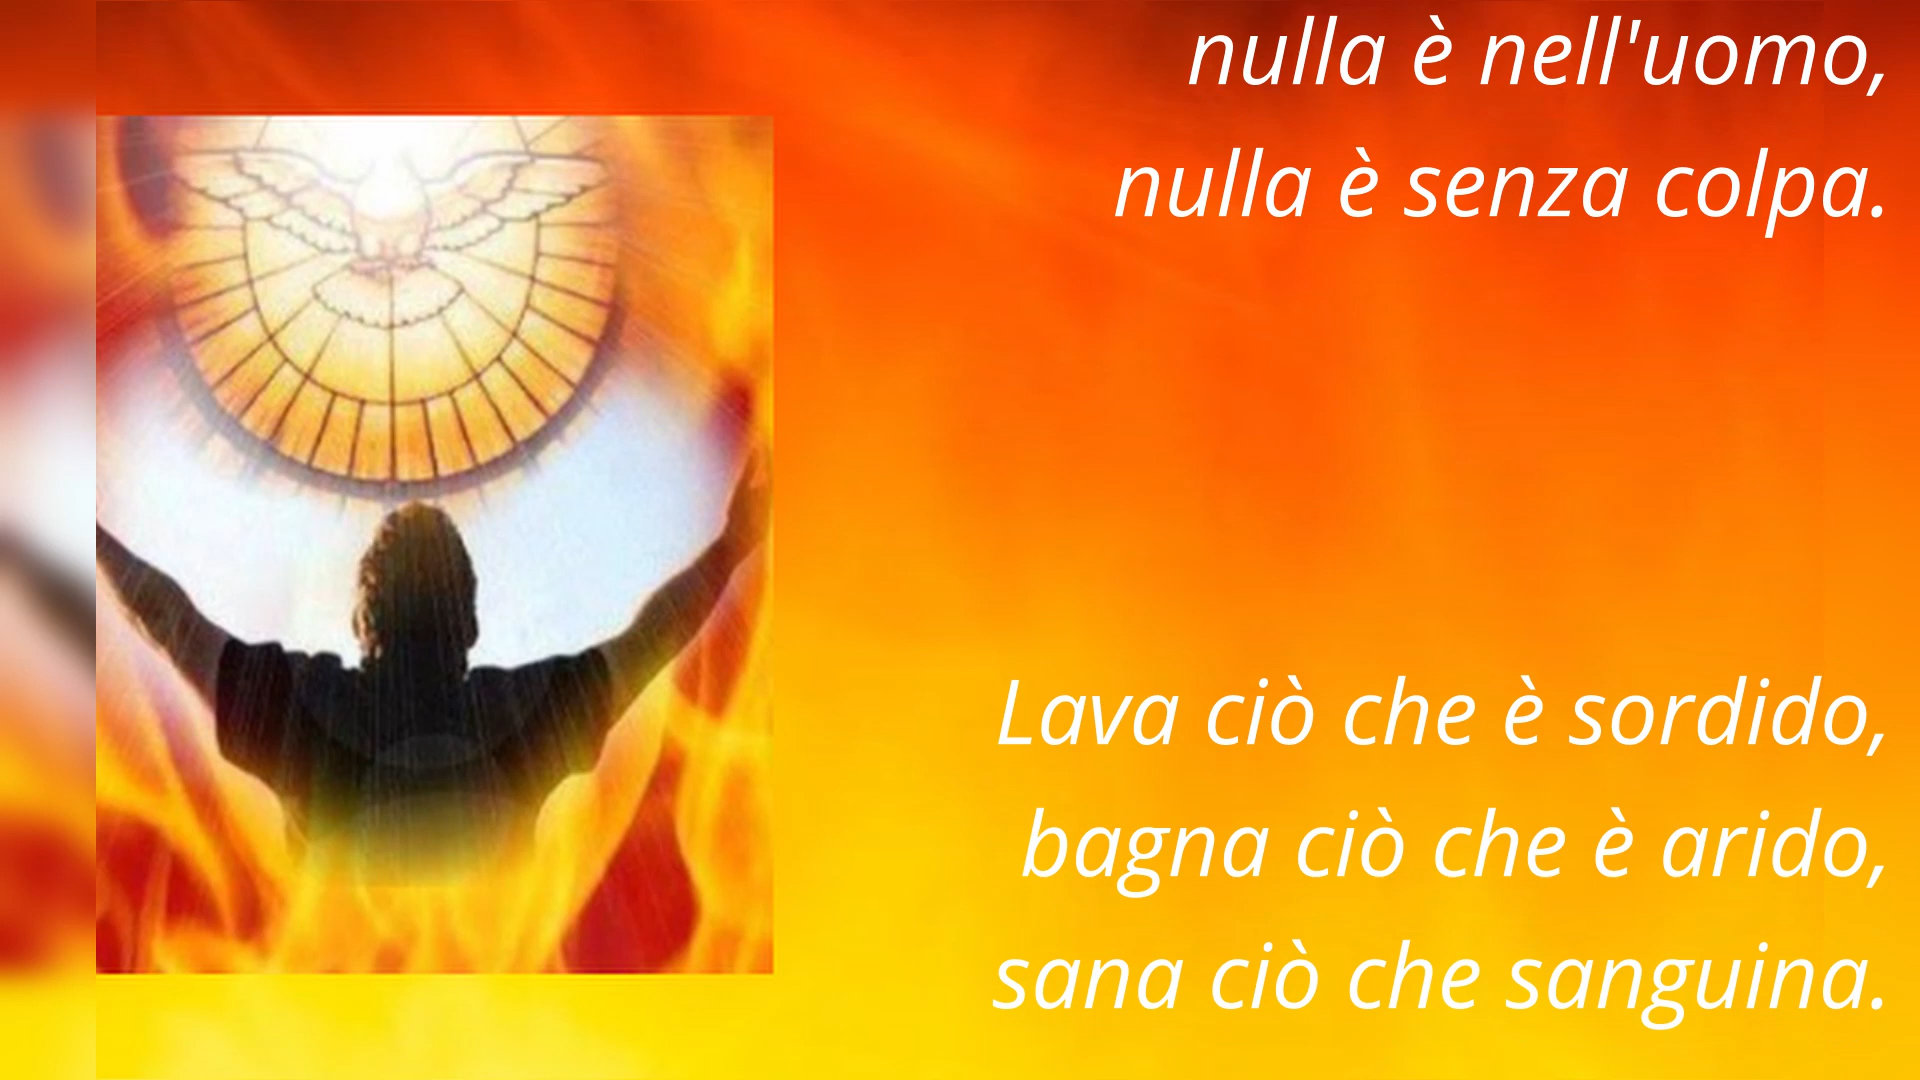 nulla è nell'uomo,
nulla è senza colpa.
Lava ciò che è sordido,
bagna ciò che è arido,
sana ciò che sanguina.